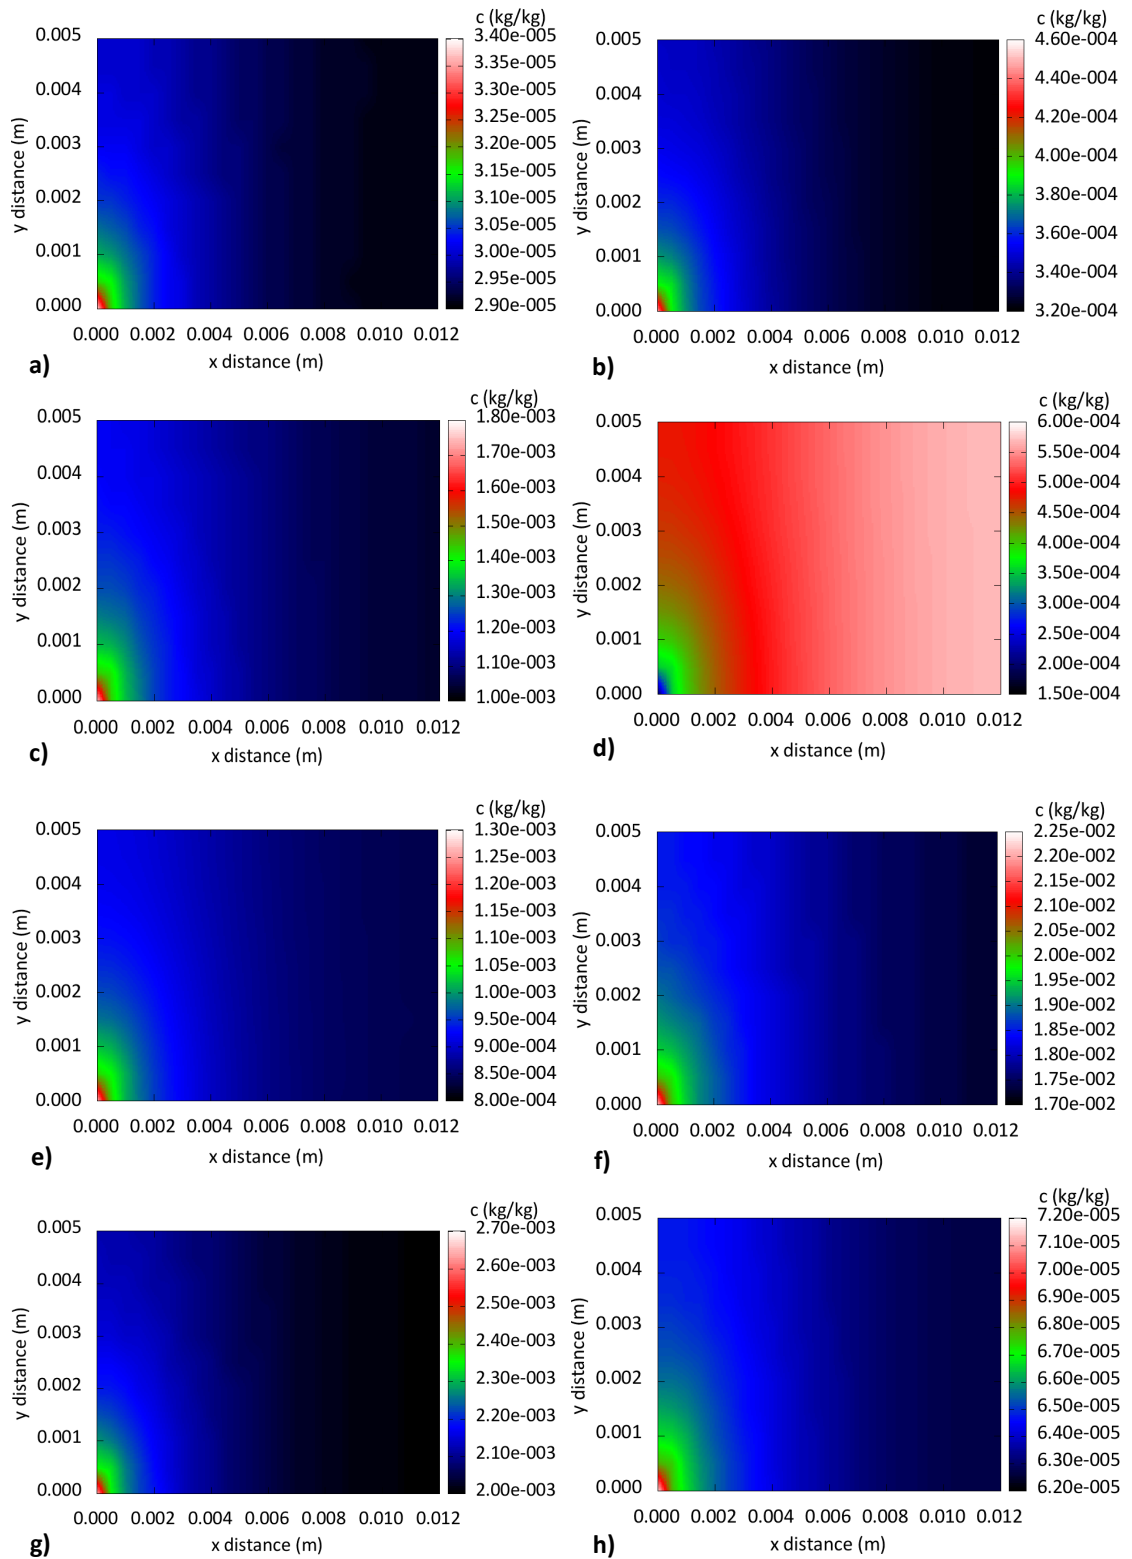 c (kg/kg)
0.005
0.004
0.003
0.002
0.001
0.000
y distance (m)
3.40e-005
3.35e-005
3.30e-005
3.25e-005
3.20e-005
3.15e-005
3.10e-005
3.05e-005
3.00e-005
2.95e-005
2.90e-005
0.000 0.002 0.004 0.006 0.008 0.010 0.012
x distance (m)
a)
c (kg/kg)
0.005
0.004
0.003
0.002
0.001
0.000
y distance (m)
4.60e-004
4.40e-004
4.20e-004
4.00e-004
3.80e-004
3.60e-004
3.40e-004
3.20e-004
0.000 0.002 0.004 0.006 0.008 0.010 0.012
x distance (m)
b)
c (kg/kg)
0.005
0.004
0.003
0.002
0.001
0.000
y distance (m)
1.80e-003
1.70e-003
1.60e-003
1.50e-003
1.40e-003
1.30e-003
1.20e-003
1.10e-003
1.00e-003
0.000 0.002 0.004 0.006 0.008 0.010 0.012
x distance (m)
c)
c (kg/kg)
0.005
0.004
0.003
0.002
0.001
0.000
y distance (m)
6.00e-004
5.50e-004
5.00e-004
4.50e-004
4.00e-004
3.50e-004
3.00e-004
2.50e-004
2.00e-004
1.50e-004
0.000 0.002 0.004 0.006 0.008 0.010 0.012
x distance (m)
d)
c (kg/kg)
0.005
0.004
0.003
0.002
0.001
0.000
y distance (m)
1.30e-003
1.25e-003
1.20e-003
1.15e-003
1.10e-003
1.05e-003
1.00e-003
9.50e-004
9.00e-004
8.50e-004
8.00e-004
0.000 0.002 0.004 0.006 0.008 0.010 0.012
x distance (m)
e)
c (kg/kg)
0.005
0.004
0.003
0.002
0.001
0.000
y distance (m)
2.25e-002
2.20e-002
2.15e-002
2.10e-002
2.05e-002
2.00e-002
1.95e-002
1.90e-002
1.85e-002
1.80e-002
1.75e-002
1.70e-002
0.000 0.002 0.004 0.006 0.008 0.010 0.012
x distance (m)
f)
c (kg/kg)
0.005
0.004
0.003
0.002
0.001
0.000
y distance (m)
2.70e-003
2.60e-003
2.50e-003
2.40e-003
2.30e-003
2.20e-003
2.10e-003
2.00e-003
0.000 0.002 0.004 0.006 0.008 0.010 0.012
x distance (m)
g)
c (kg/kg)
0.005
0.004
0.003
0.002
0.001
0.000
y distance (m)
7.20e-005
7.10e-005
7.00e-005
6.90e-005
6.80e-005
6.70e-005
6.60e-005
6.50e-005
6.40e-005
6.30e-005
6.20e-005
0.000 0.002 0.004 0.006 0.008 0.010 0.012
x distance (m)
h)